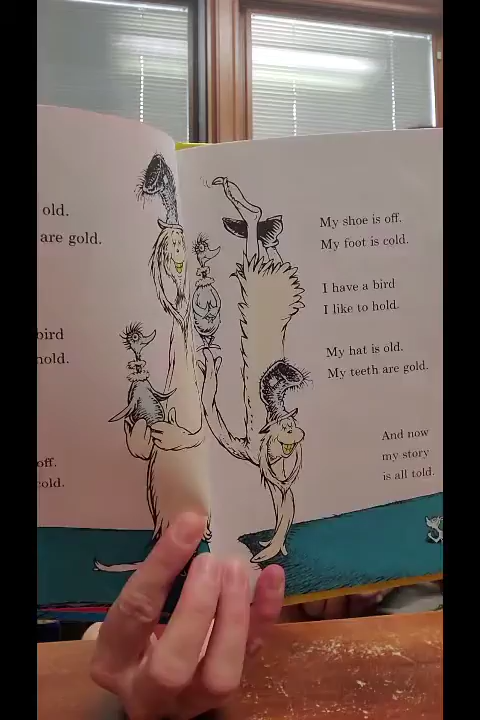 old.
are gold.
bird
hold.
off.
cold.
My shoe is off.
My foot is cold.
I have a bird
I like to hold.
My hat is old.
My teeth are gold.
And now
my story
is all told.